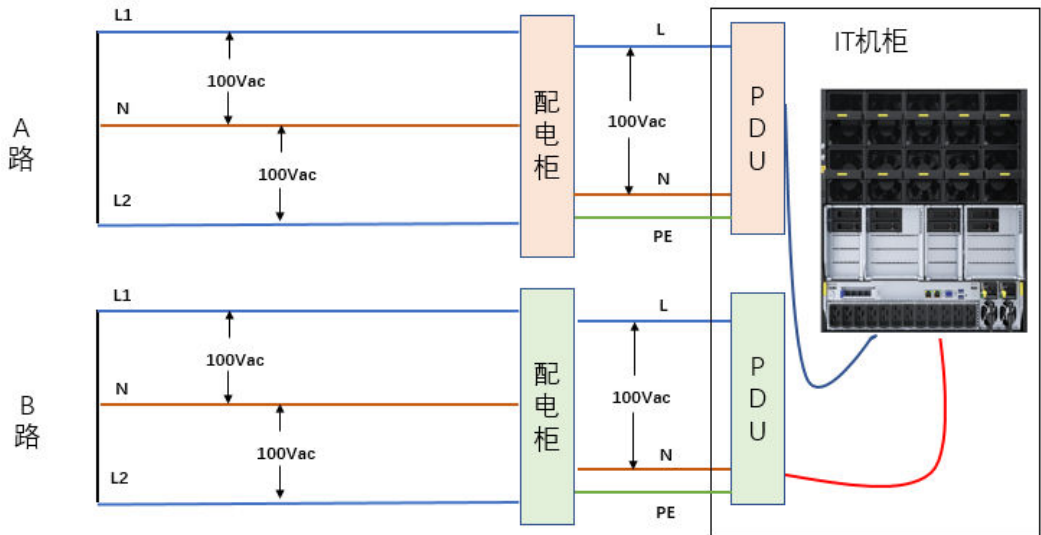 L1
100Vac
N
100Vac
L2
A
路
配
电
柜
L
100Vac
N
PE
P
D
U
IT机柜
L1
100Vac
N
100Vac
L2
B
路
配
电
柜
L
100Vac
N
PE
P
D
U